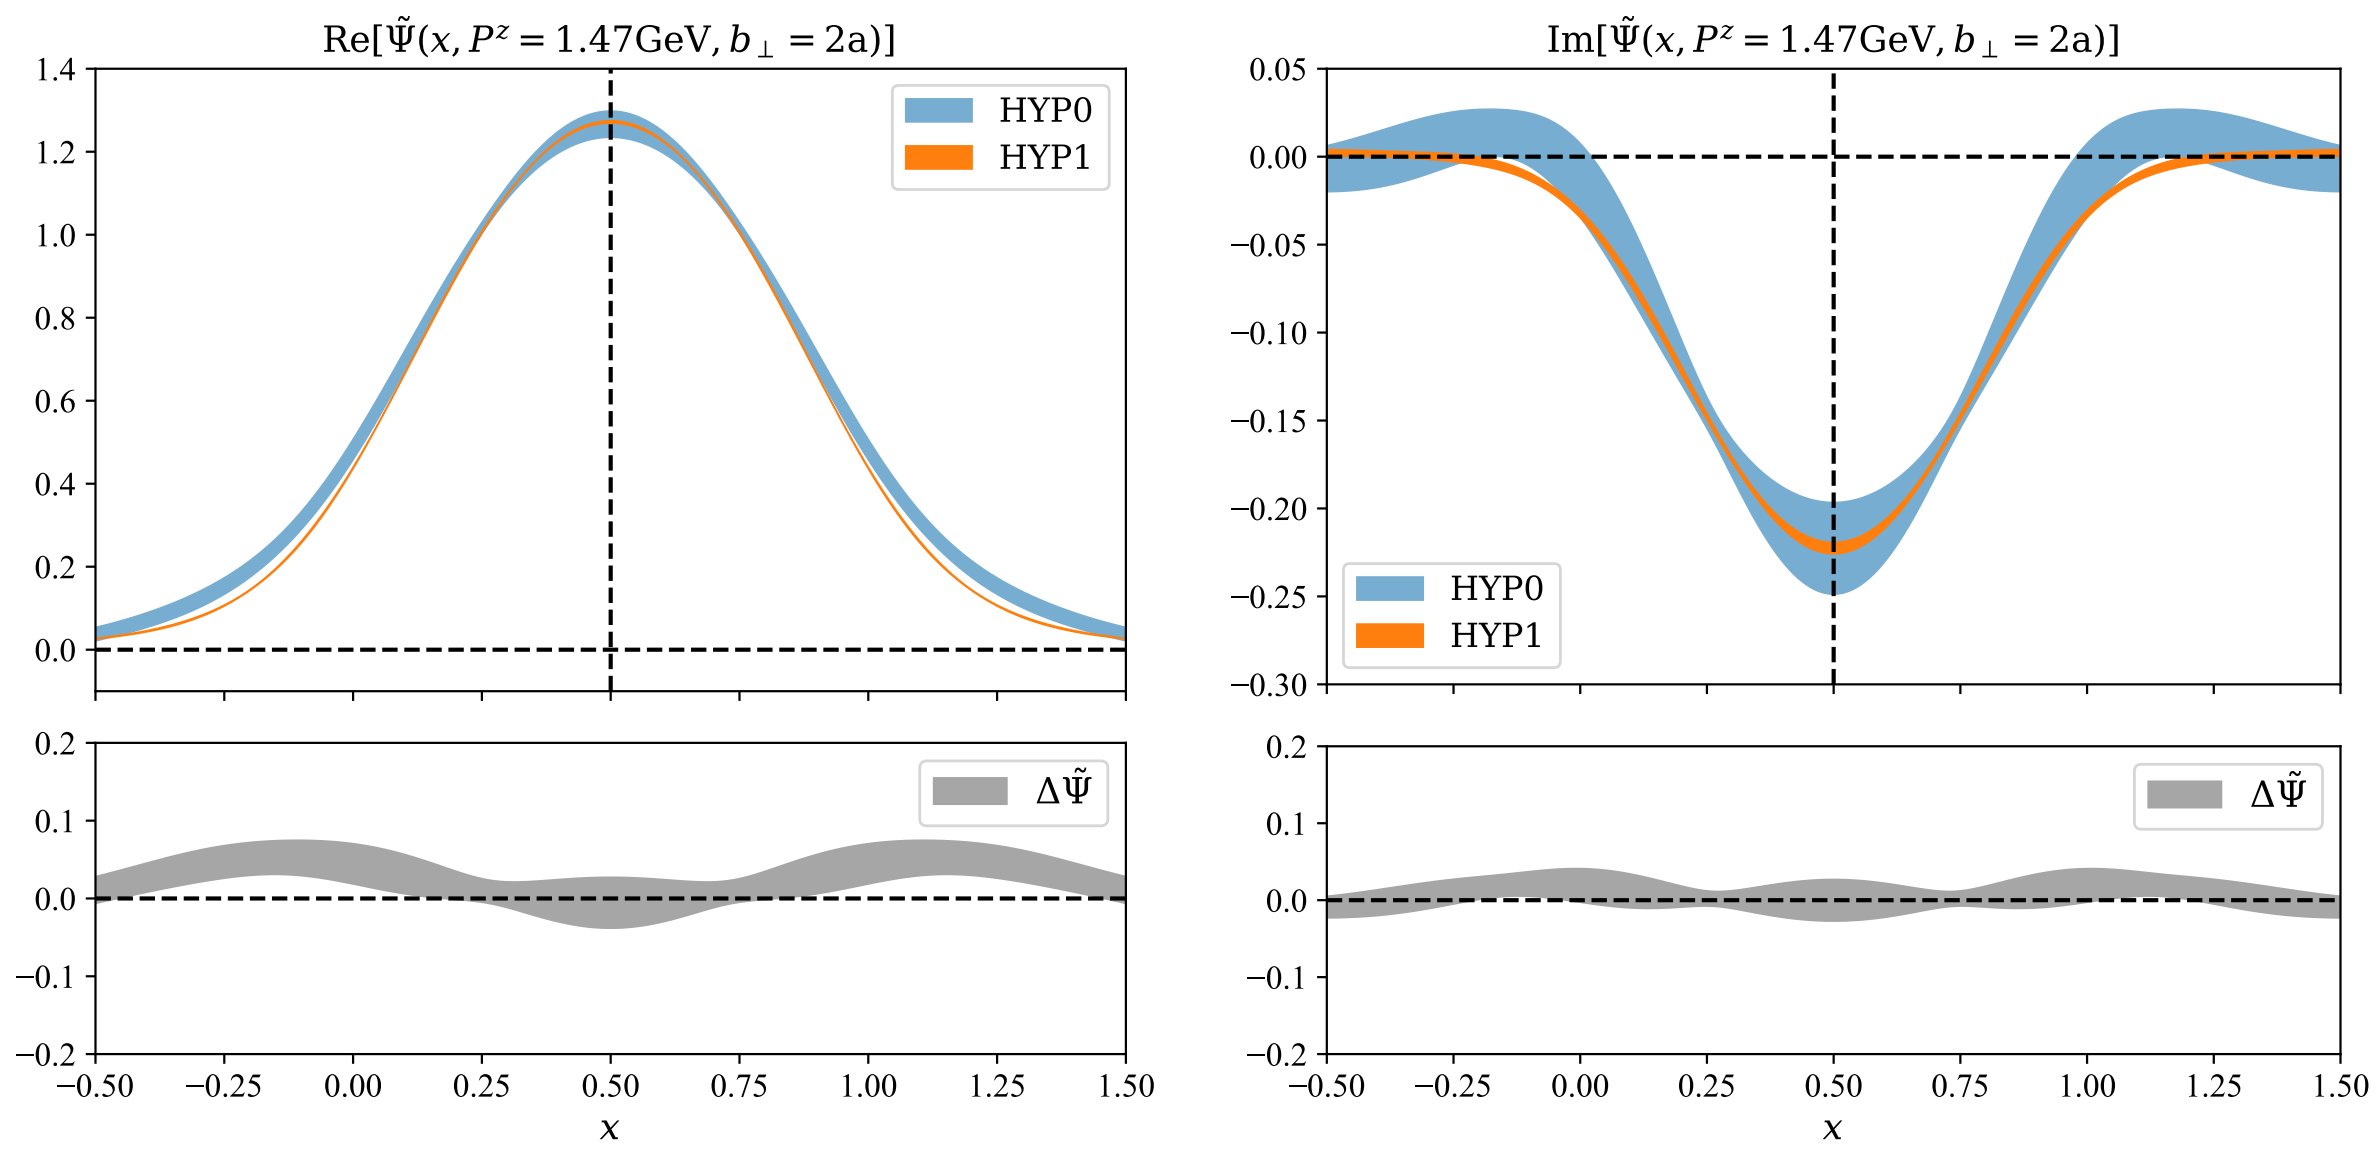 Re[Ψ̃(x, Pᶻ = 1.47GeV, b⊥ = 2a)]
1.4
1.2
1.0
0.8
0.6
0.4
0.2
0.0
HYP0
HYP1
0.2
0.1
0.0
−0.1
−0.2
ΔΨ̃
−0.50 −0.25 0.00 0.25 0.50 0.75 1.00 1.25 1.50
x
Im[Ψ̃(x, Pᶻ = 1.47GeV, b⊥ = 2a)]
0.05
0.00
−0.05
−0.10
−0.15
−0.20
−0.25
−0.30
HYP0
HYP1
0.2
0.1
0.0
−0.1
−0.2
ΔΨ̃
−0.50 −0.25 0.00 0.25 0.50 0.75 1.00 1.25 1.50
x